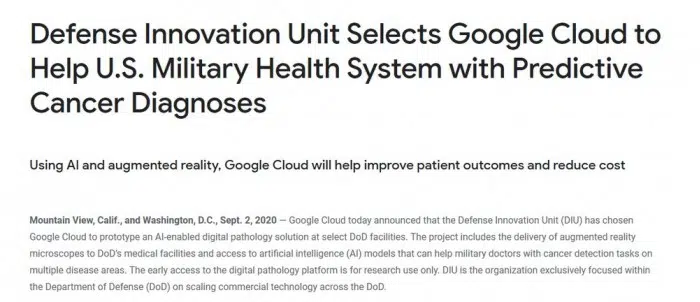 Defense Innovation Unit Selects Google Cloud to
Help U.S. Military Health System with Predictive
Cancer Diagnoses
Using AI and augmented reality, Google Cloud will help improve patient outcomes and reduce cost
Mountain View, Calif., and Washington, D.C., Sept. 2, 2020 — Google Cloud today announced that the Defense Innovation Unit (DIU) has chosen
Google Cloud to prototype an AI-enabled digital pathology solution at select DoD facilities. The project includes the delivery of augmented reality
microscopes to DoD's medical facilities and access to artificial intelligence (AI) models that can help military doctors with cancer detection tasks on
multiple disease areas. The early access to the digital pathology platform is for research use only. DIU is the organization exclusively focused within
the Department of Defense (DoD) on scaling commercial technology across the DoD.